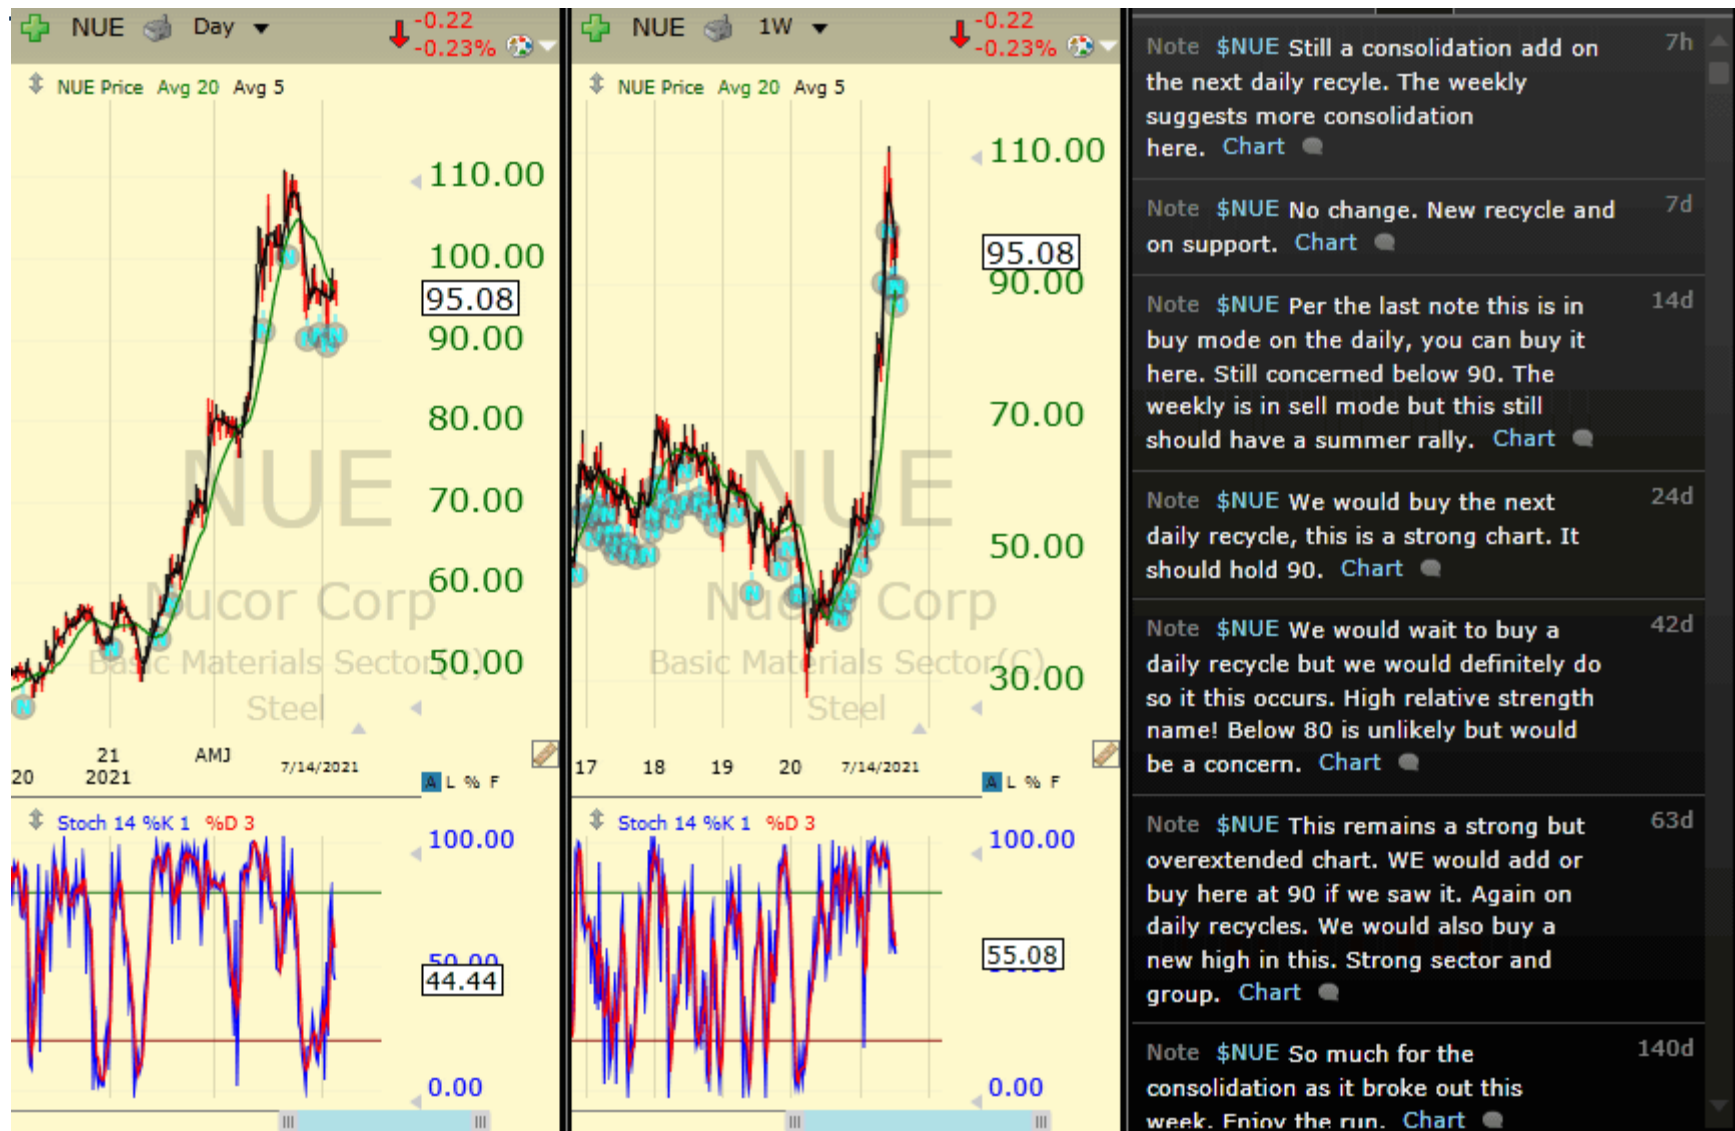 NUE Day -0.22
-0.23%
NUE Price Avg 20 Avg 5
110.00
100.00
95.08
90.00
80.00
70.00
60.00
50.00
NUE
Nucor Corp
Basic Materials Sector(C)
Steel
21 AMJ
20 2021 7/14/2021
A L % F
Stoch 14 %K 1 %D 3
100.00
50.00
44.44
0.00
NUE 1W -0.22
-0.23%
NUE Price Avg 20 Avg 5
110.00
95.08
90.00
70.00
50.00
30.00
NUE
Nucor Corp
Basic Materials Sector(C)
Steel
17 18 19 20 7/14/2021
A L % F
Stoch 14 %K 1 %D 3
100.00
55.08
0.00
Note $NUE Still a consolidation add on 7h
the next daily recyle. The weekly
suggests more consolidation
here. Chart
Note $NUE No change. New recycle and 7d
on support. Chart
Note $NUE Per the last note this is in 14d
buy mode on the daily, you can buy it
here. Still concerned below 90. The
weekly is in sell mode but this still
should have a summer rally. Chart
Note $NUE We would buy the next 24d
daily recycle, this is a strong chart. It
should hold 90. Chart
Note $NUE We would wait to buy a 42d
daily recycle but we would definitely do
so it this occurs. High relative strength
name! Below 80 is unlikely but would
be a concern. Chart
Note $NUE This remains a strong but 63d
overextended chart. WE would add or
buy here at 90 if we saw it. Again on
daily recycles. We would also buy a
new high in this. Strong sector and
group. Chart
Note $NUE So much for the 140d
consolidation as it broke out this
week. Enjoy the run. Chart